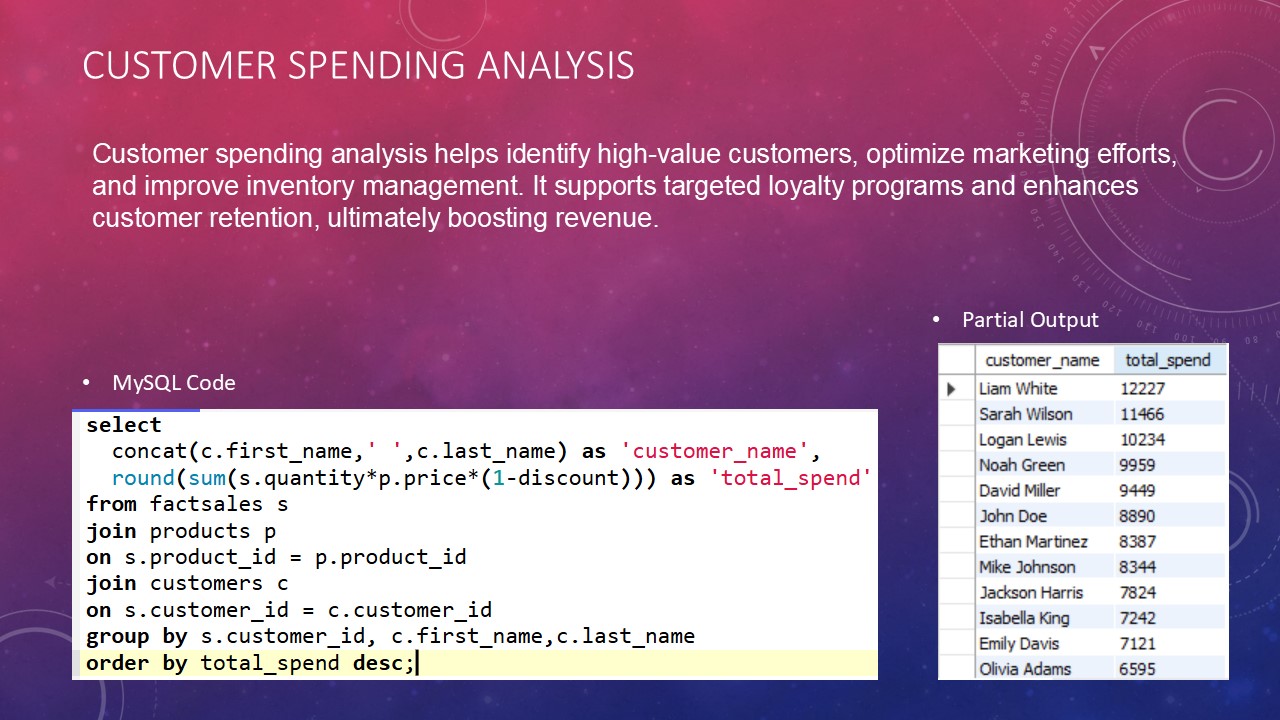 CUSTOMER SPENDING ANALYSIS
Customer spending analysis helps identify high-value customers, optimize marketing efforts,
and improve inventory management. It supports targeted loyalty programs and enhances
customer retention, ultimately boosting revenue.
• MySQL Code
select
concat(c.first_name,' ',c.last_name) as 'customer_name',
round(sum(s.quantity*p.price*(1-discount))) as 'total_spend'
from factsales s
join products p
on s.product_id = p.product_id
join customers c
on s.customer_id = c.customer_id
group by s.customer_id, c.first_name,c.last_name
order by total_spend desc;
• Partial Output
customer_name total_spend
Liam White 12227
Sarah Wilson 11466
Logan Lewis 10234
Noah Green 9959
David Miller 9449
John Doe 8890
Ethan Martinez 8387
Mike Johnson 8344
Jackson Harris 7824
Isabella King 7242
Emily Davis 7121
Olivia Adams 6595